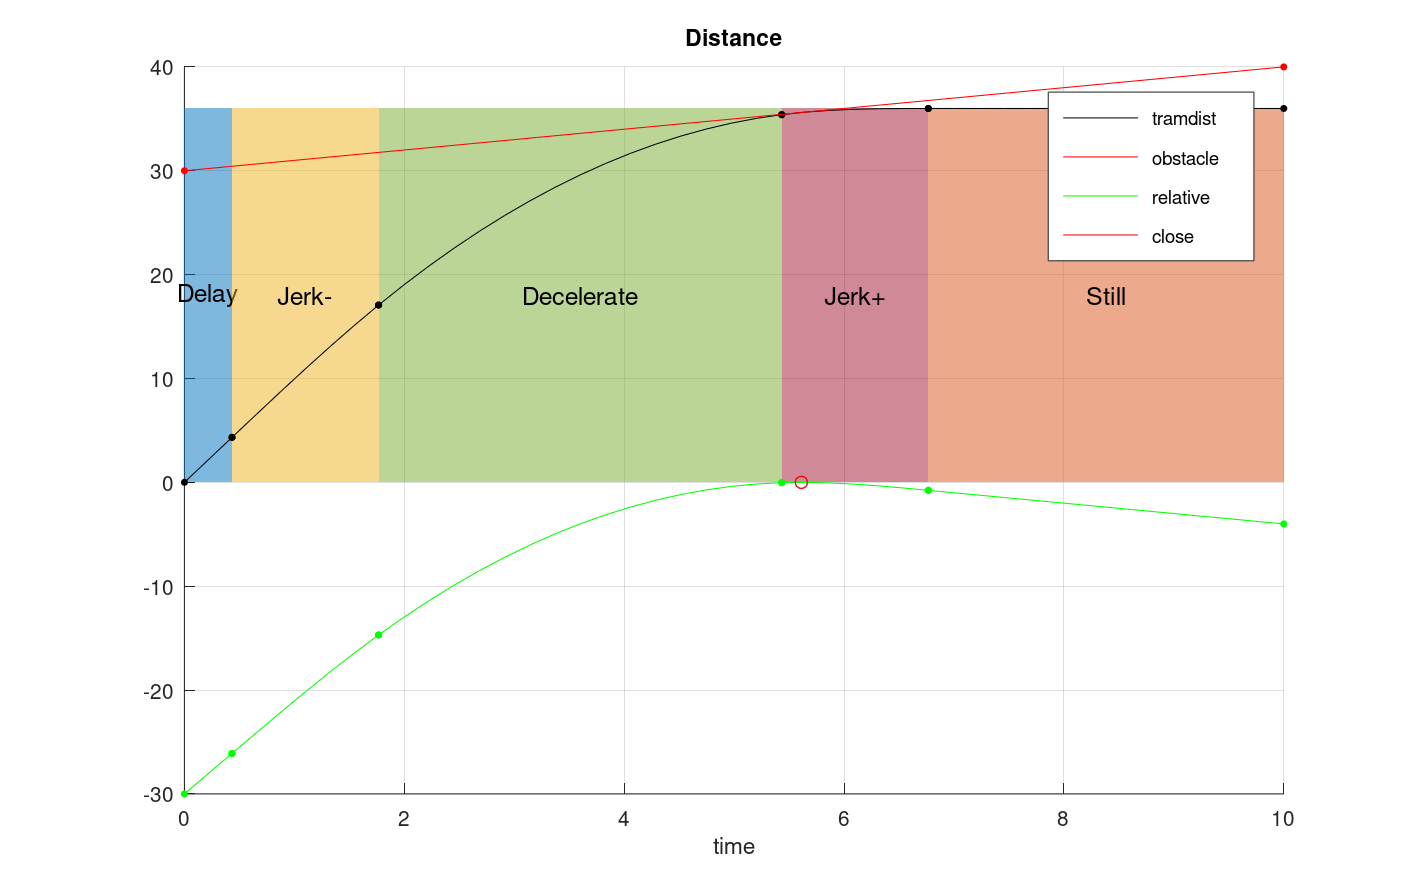 Distance
40
30
20
10
0
-10
-20
-30
Delay
Jerk-
Decelerate
Jerk+
Still
tramdist
obstacle
relative
close
0
2
4
6
8
10
time